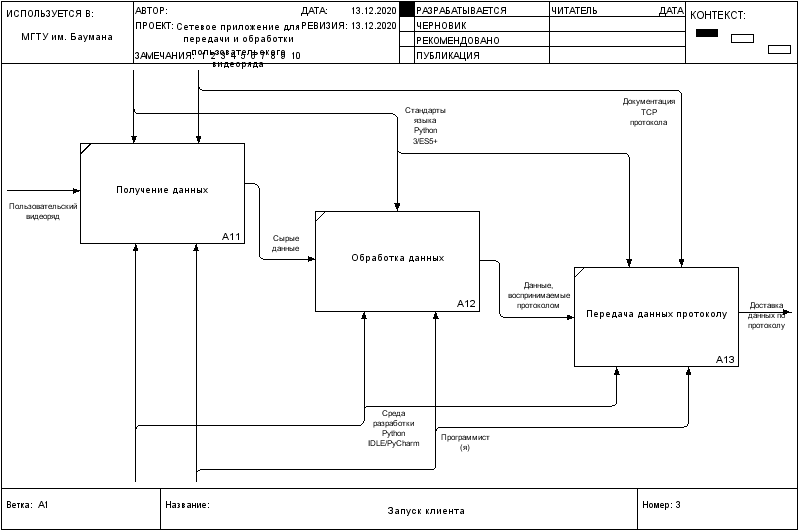 ИСПОЛЬЗУЕТСЯ В:
МГТУ им. Баумана
АВТОР:
ДАТА: 13.12.2020
ПРОЕКТ: Сетевое приложение для
передачи и обработки
пользовательского
видеоряда
РЕВИЗИЯ: 13.12.2020
ЗАМЕЧАНИЯ: 1 2 3 4 5 6 7 8 9 10
РАЗРАБАТЫВАЕТСЯ
ЧЕРНОВИК
РЕКОМЕНДОВАНО
ПУБЛИКАЦИЯ
ЧИТАТЕЛЬ
ДАТА
КОНТЕКСТ:
Стандарты
языка
Python
3/ES5+
Документация
TCP
протокола
Пользовательский
видеоряд
Получение данных
A11
Сырые
данные
Обработка данных
A12
Данные,
воспринимаемые
протоколом
Передача данных протоколу
A13
Доставка
данных по
протоколу
Среда
разработки
Python
IDLE/PyCharm
Программист
(я)
Ветка: A1
Название:
Запуск клиента
Номер: 3